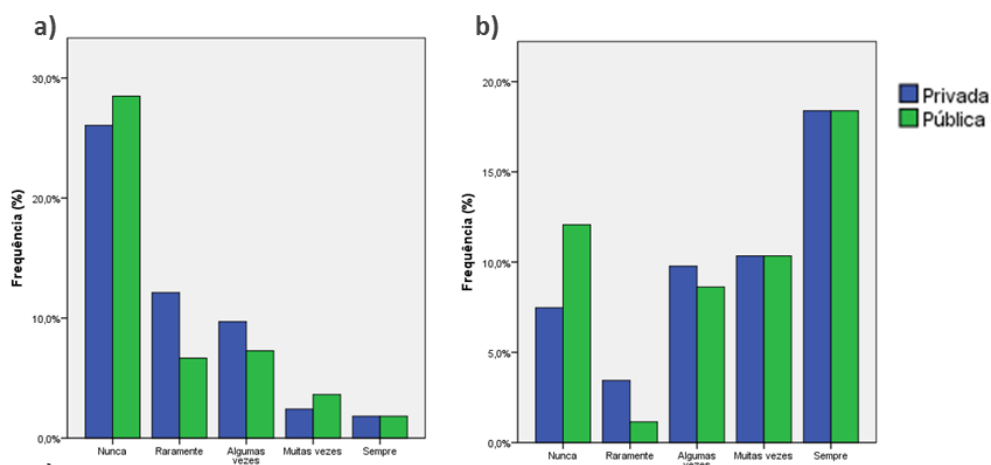 a)
30,0%
20,0%
10,0%
0,0%
Frequência (%)
Nunca
Raramente
Algumas
vezes
Muitas vezes
Sempre
b)
20,0%
15,0%
10,0%
5,0%
0,0%
Frequência (%)
Nunca
Raramente
Algumas
vezes
Muitas vezes
Sempre
Privada
Pública